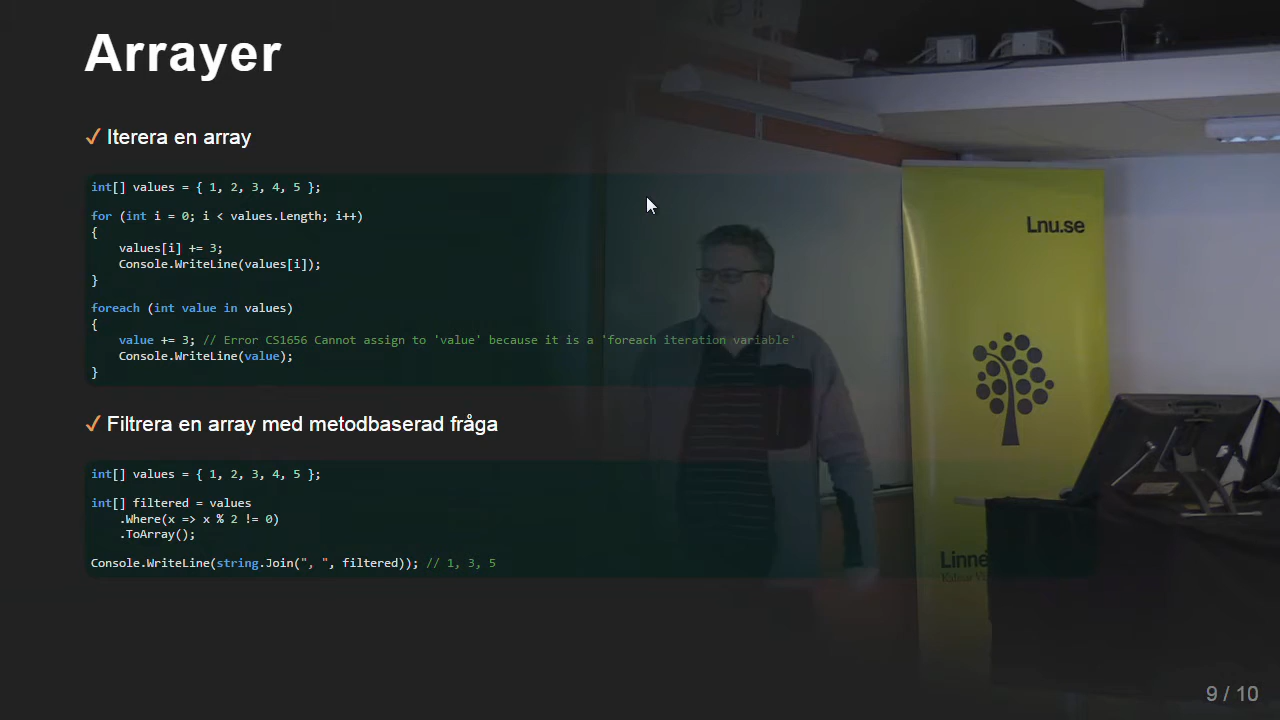 Arrayer
✓ Iterera en array
int[] values = { 1, 2, 3, 4, 5 };
for (int i = 0; i < values.Length; i++)
{
    values[i] += 3;
    Console.WriteLine(values[i]);
}
foreach (int value in values)
{
    value += 3; // Error CS1656 Cannot assign to 'value' because it is a 'foreach iteration variable'
    Console.WriteLine(value);
}
✓ Filtrera en array med metodbaserad fråga
int[] values = { 1, 2, 3, 4, 5 };
int[] filtered = values
    .Where(x => x % 2 != 0)
    .ToArray();
Console.WriteLine(string.Join(", ", filtered)); // 1, 3, 5
Lnu.se
9 / 10